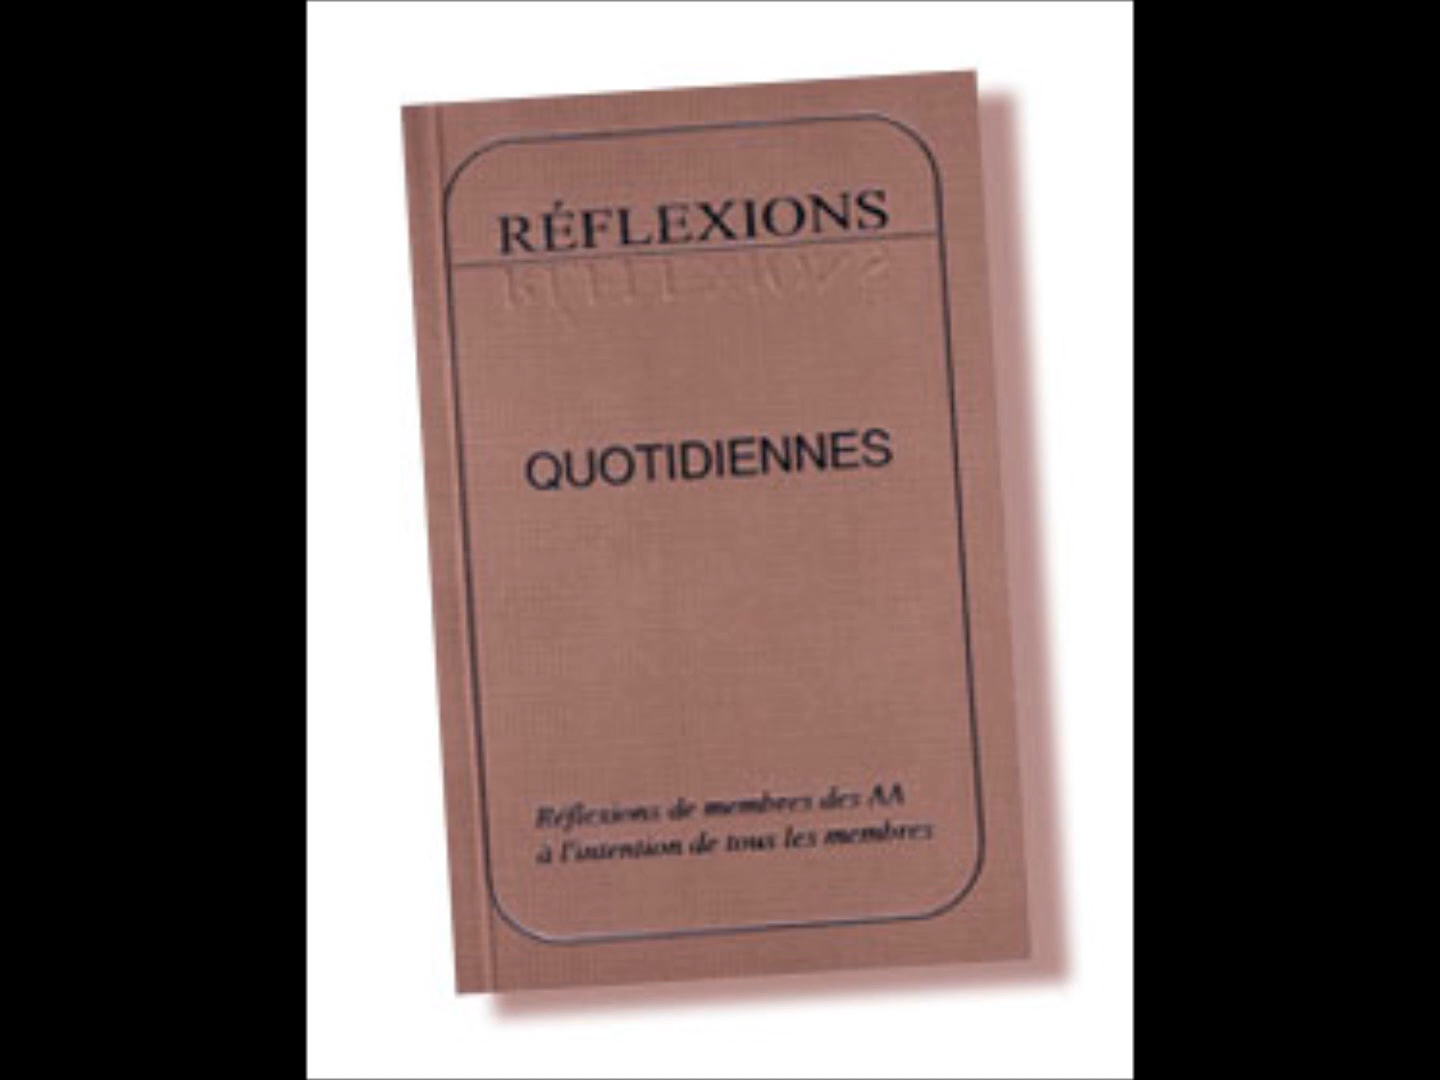 RÉFLEXIONS
QUOTIDIENNES
Réflexions de membres des AA
à l'intention de tous les membres